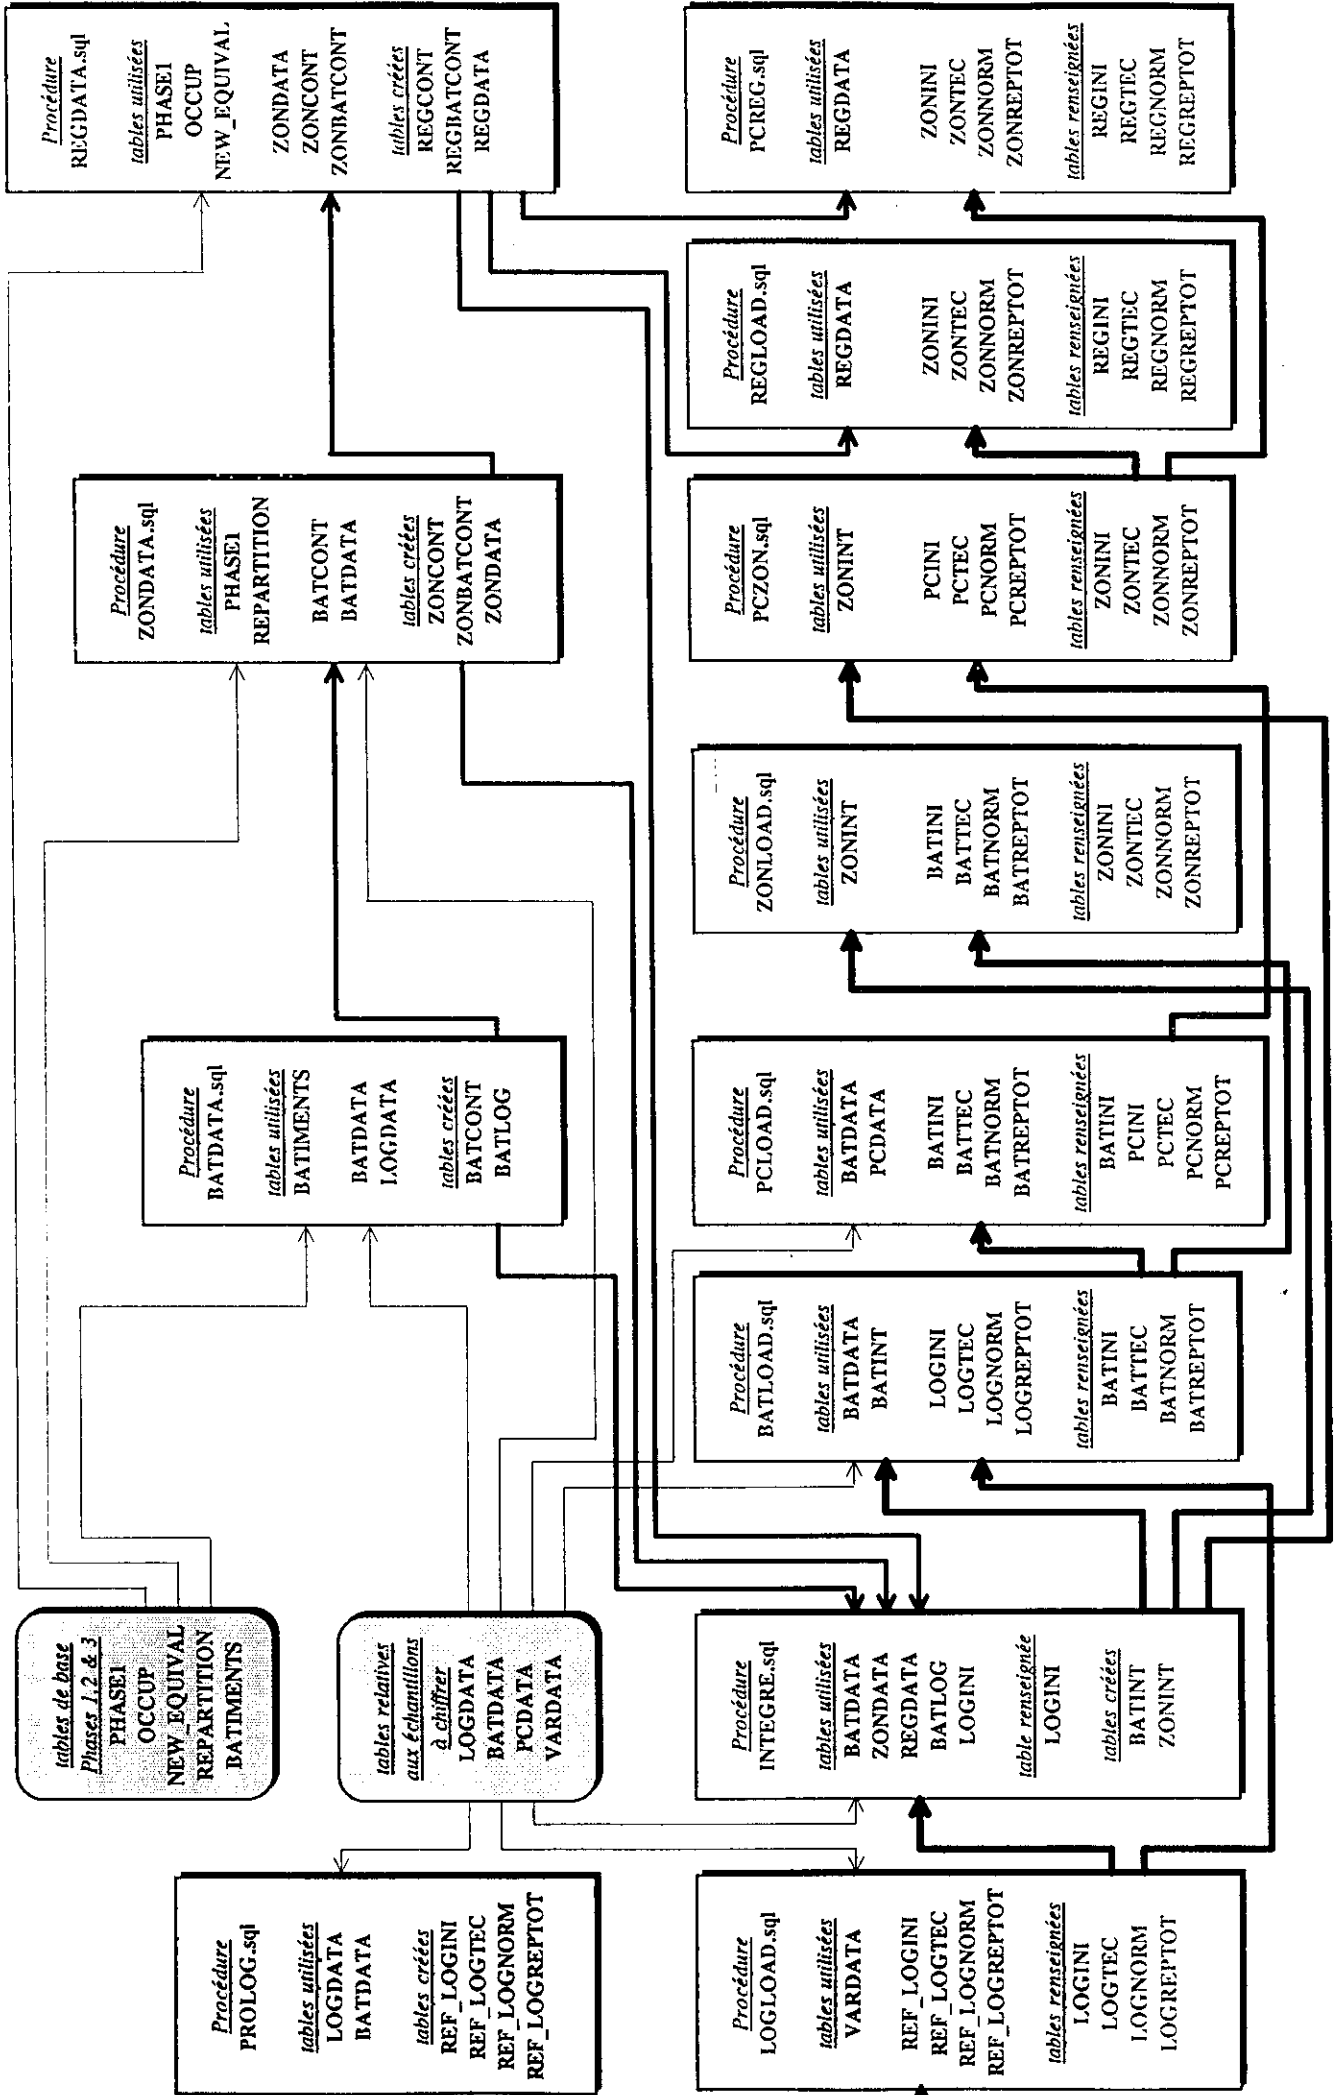 tables de base
Phases 1,2 & 3
PHASE1
OCCUP
NEW_EQUIVAL
REPARTITION
BATIMENTS
Procédure
REGDATA.sql
tables utilisées
PHASE1
OCCUP
NEW_EQUIVAL
ZONDATA
ZONCONT
ZONBATCONT
tables créées
REGCONT
REGBATCONT
REGDATA
Procédure
ZONDATA.sql
tables utilisées
PHASE1
REPARTITION
BATCONT
BATDATA
tables créées
ZONCONT
ZONBATCONT
ZONDATA
Procédure
BATDATA.sql
tables utilisées
BATIMENTS
BATDATA
LOGDATA
tables créées
BATCONT
BATLOG
Procédure
PROLOG.sql
tables utilisées
LOGDATA
BATDATA
tables créées
REF_LOGINI
REF_LOGTEC
REF_LOGNORM
REF_LOGREPTOT
tables relatives
aux échantillons
à chiffrer
LOGDATA
BATDATA
PCDATA
VARDATA
Procédure
LOGLOAD.sql
tables utilisées
VARDATA
REF_LOGINI
REF_LOGTEC
REF_LOGNORM
REF_LOGREPTOT
tables renseignées
LOGINI
LOGTEC
LOGNORM
LOGREPTOT
Procédure
INTEGRE.sql
tables utilisées
BATDATA
ZONDATA
REGDATA
BATLOG
LOGINI
table renseignée
LOGINI
tables créées
BATINT
ZONINT
Procédure
BATLOAD.sql
tables utilisées
BATDATA
BATINT
LOGINI
LOGTEC
LOGNORM
LOGREPTOT
tables renseignées
BATINI
BATTEC
BATNORM
BATREPTOT
Procédure
PCLOAD.sql
tables utilisées
BATDATA
PCDATA
BATINI
BATTEC
BATNORM
BATREPTOT
tables renseignées
BATINI
PCINI
PCTEC
PCNORM
PCREPTOT
Procédure
ZONLOAD.sql
tables utilisées
ZONINT
BATINI
BATTEC
BATNORM
BATREPTOT
tables renseignées
ZONINI
ZONTEC
ZONNORM
ZONREPTOT
Procédure
PCZON.sql
tables utilisées
ZONINT
PCINI
PCTEC
PCNORM
PCREPTOT
tables renseignées
ZONINI
ZONTEC
ZONNORM
ZONREPTOT
Procédure
REGLOAD.sql
tables utilisées
REGDATA
ZONINI
ZONTEC
ZONNORM
ZONREPTOT
tables renseignées
REGINI
REGTEC
REGNORM
REGREPTOT
Procédure
PCREG.sql
tables utilisées
REGDATA
ZONINI
ZONTEC
ZONNORM
ZONREPTOT
tables renseignées
REGINI
REGTEC
REGNORM
REGREPTOT